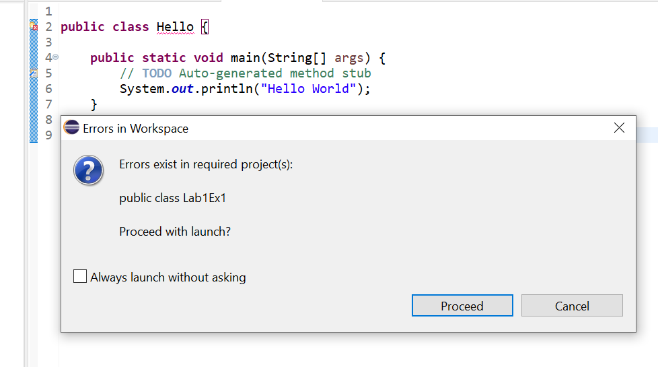 1
2 public class Hello {
3
4 public static void main(String[] args) {
5 // TODO Auto-generated method stub
6 System.out.println("Hello World");
7 }
8
9
Errors in Workspace
Errors exist in required project(s):
public class Lab1Ex1
Proceed with launch?
Always launch without asking
Proceed Cancel